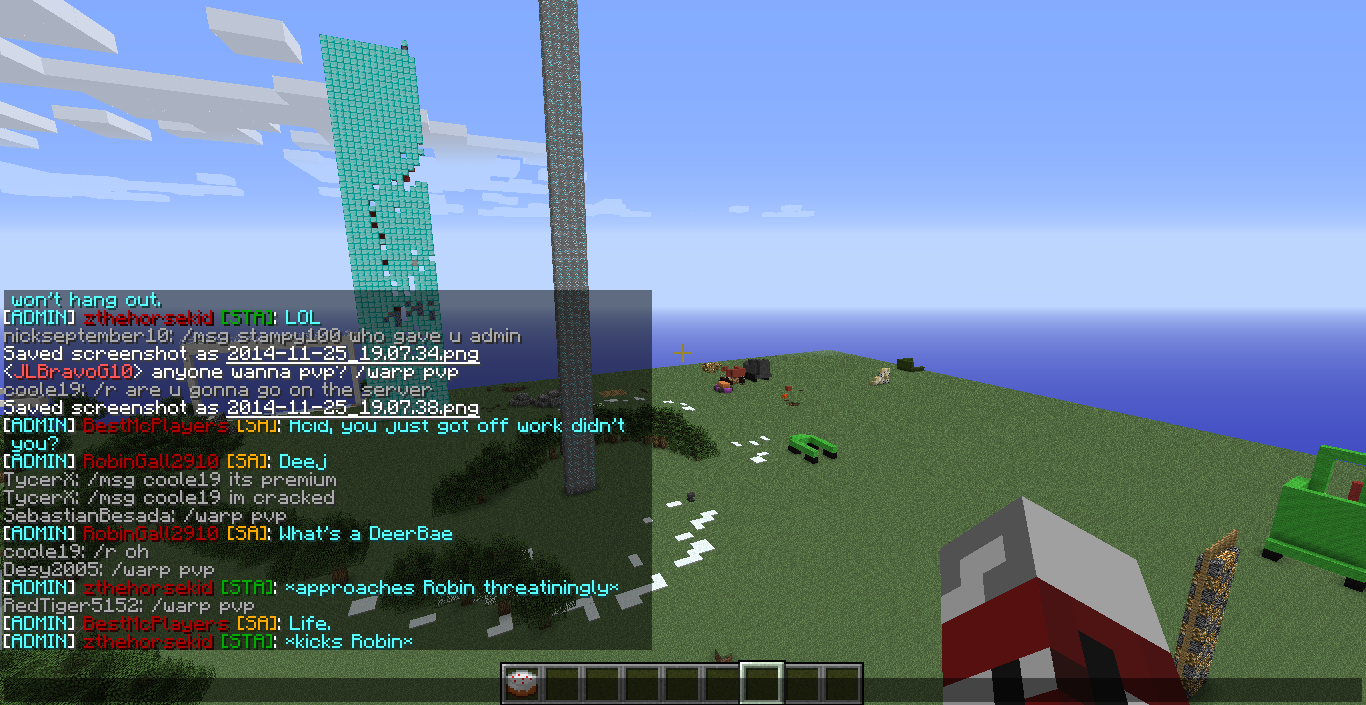 won't hang out.
[ADMIN] zthehorsekid [STA]: LOL
nickseptember10: /msg stampy100 who gave u admin
Saved screenshot as 2014-11-25_19.07.34.png
<JLBravoG10> anyone wanna pvp? /warp pvp
coole19: /r are u gonna go on the server
Saved screenshot as 2014-11-25_19.07.38.png
[ADMIN] BestMcPlayers [SA]: Acid, you just got off work didn't
you?
[ADMIN] RobinGall2910 [SA]: Deej
TycerX: /msg coole19 its premium
TycerX: /msg coole19 im cracked
SebastianBesada: /warp pvp
[ADMIN] RobinGall2910 [SA]: What's a DeerBae
coole19: /r oh
Desy2005: /warp pvp
[ADMIN] zthehorsekid [STA]: *approaches Robin threatiningly*
RedTiger5152: /warp pvp
[ADMIN] BestMcPlayers [SA]: Life.
[ADMIN] zthehorsekid [STA]: *kicks Robin*